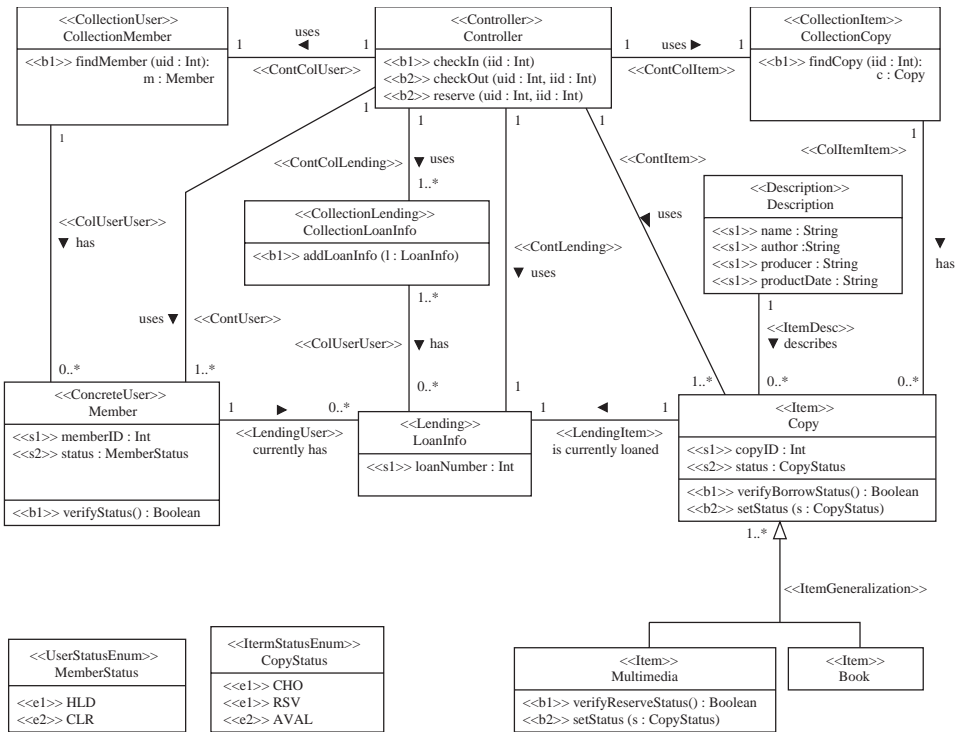 <<CollectionUser>>
CollectionMember
<<b1>> findMember (uid : Int):
m : Member
1
uses
1
<<ContColUser>>
<<Controller>>
Controller
<<b1>> checkIn (iid : Int)
<<b2>> checkOut (uid : Int, iid : Int)
<<b2>> reserve (uid : Int, iid : Int)
1
uses
1
<<ContColItem>>
<<CollectionItem>>
CollectionCopy
<<b1>> findCopy (iid : Int):
c : Copy
1
1
1
1
1
1
<<ContColLending>>
uses
1..*
<<ContItem>>
<<ColItemItem>>
<<CollectionLending>>
CollectionLoanInfo
<<b1>> addLoanInfo (l : LoanInfo)
1..*
<<Description>>
Description
<<s1>> name : String
<<s1>> author :String
<<s1>> producer : String
<<s1>> productDate : String
1
<<ColUserUser>>
has
uses
<<ContLending>>
uses
has
uses
<<ContUser>>
<<ColUserUser>>
has
<<ItemDesc>>
describes
0..*
1..*
0..*
1
1..*
0..*
0..*
<<ConcreteUser>>
Member
<<s1>> memberID : Int
<<s2>> status : MemberStatus
<<b1>> verifyStatus() : Boolean
1
0..*
<<LendingUser>>
currently has
<<Lending>>
LoanInfo
<<s1>> loanNumber : Int
1
1
<<LendingItem>>
is currently loaned
<<Item>>
Copy
<<s1>> copyID : Int
<<s2>> status : CopyStatus
<<b1>> verifyBorrowStatus() : Boolean
<<b2>> setStatus (s : CopyStatus)
1..*
<<ItemGeneralization>>
<<UserStatusEnum>>
MemberStatus
<<e1>> HLD
<<e2>> CLR
<<ItermStatusEnum>>
CopyStatus
<<e1>> CHO
<<e1>> RSV
<<e2>> AVAL
<<Item>>
Multimedia
<<b1>> verifyReserveStatus() : Boolean
<<b2>> setStatus (s : CopyStatus)
<<Item>>
Book